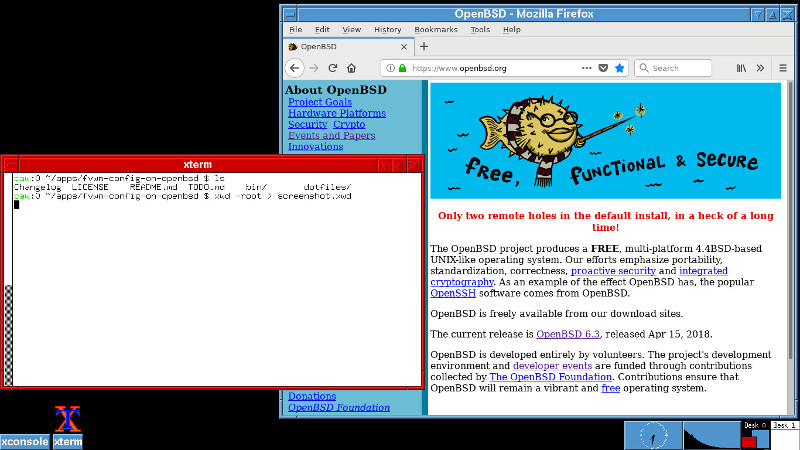 OpenBSD - Mozilla Firefox
File Edit View History Bookmarks Tools Help
OpenBSD
https://www.openbsd.org
Search
About OpenBSD
Project Goals
Hardware Platforms
Security Crypto
Events and Papers
Innovations
free, functional & secure
Only two remote holes in the default install, in a heck of a long
time!
The OpenBSD project produces a FREE, multi-platform 4.4BSD-based
UNIX-like operating system. Our efforts emphasize portability,
standardization, correctness, proactive security and integrated
cryptography. As an example of the effect OpenBSD has, the popular
OpenSSH software comes from OpenBSD.
OpenBSD is freely available from our download sites.
The current release is OpenBSD 6.3, released Apr 15, 2018.
OpenBSD is developed entirely by volunteers. The project's development
environment and developer events are funded through contributions
collected by The OpenBSD Foundation. Contributions ensure that
OpenBSD will remain a vibrant and free operating system.
Donations
OpenBSD Foundation
xterm
:0 ~/apps/fvwm-config-on-openbsd $ ls
Changelog LICENSE README.md TODO.md bin/ dotfiles/
:0 ~/apps/fvwm-config-on-openbsd $ xwd -root > screenshot.xwd
xconsole
xterm
Desk 0
Desk 1